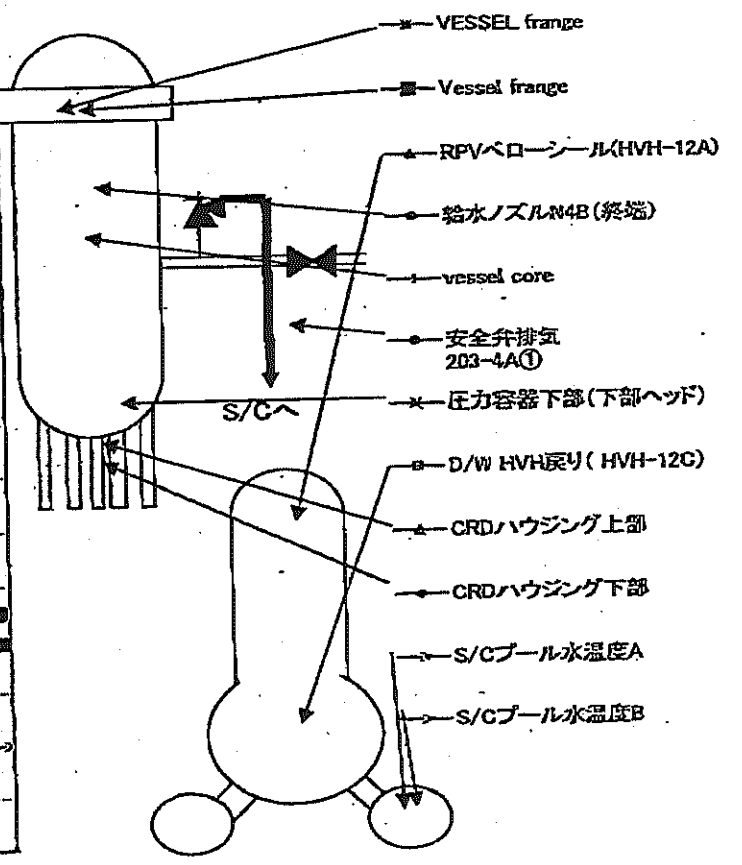 VESSEL frange
Vessel frange
RPVベローシール(HVH-12A)
給水ノズルN4B(終端)
vessel core
安全弁排気
203-4A①
S/Cへ
圧力容器下部(下部ヘッド)
D/W HVH戻り( HVH-12C)
CRDハウジング上部
CRDハウジング下部
S/Cプール水温度A
S/Cプール水温度B